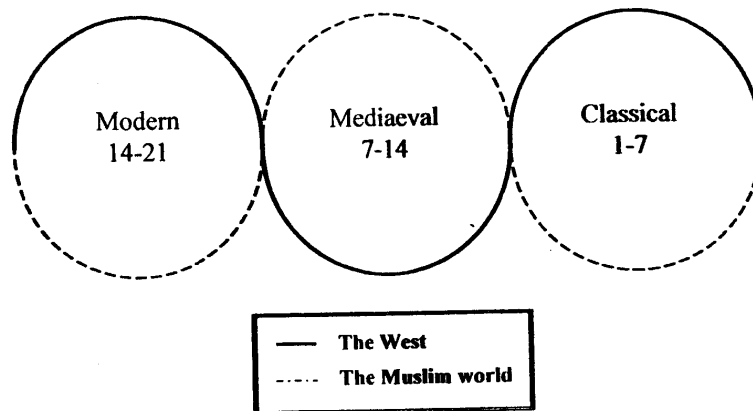 Modern
14-21
Mediaeval
7-14
Classical
1-7
The West
The Muslim world